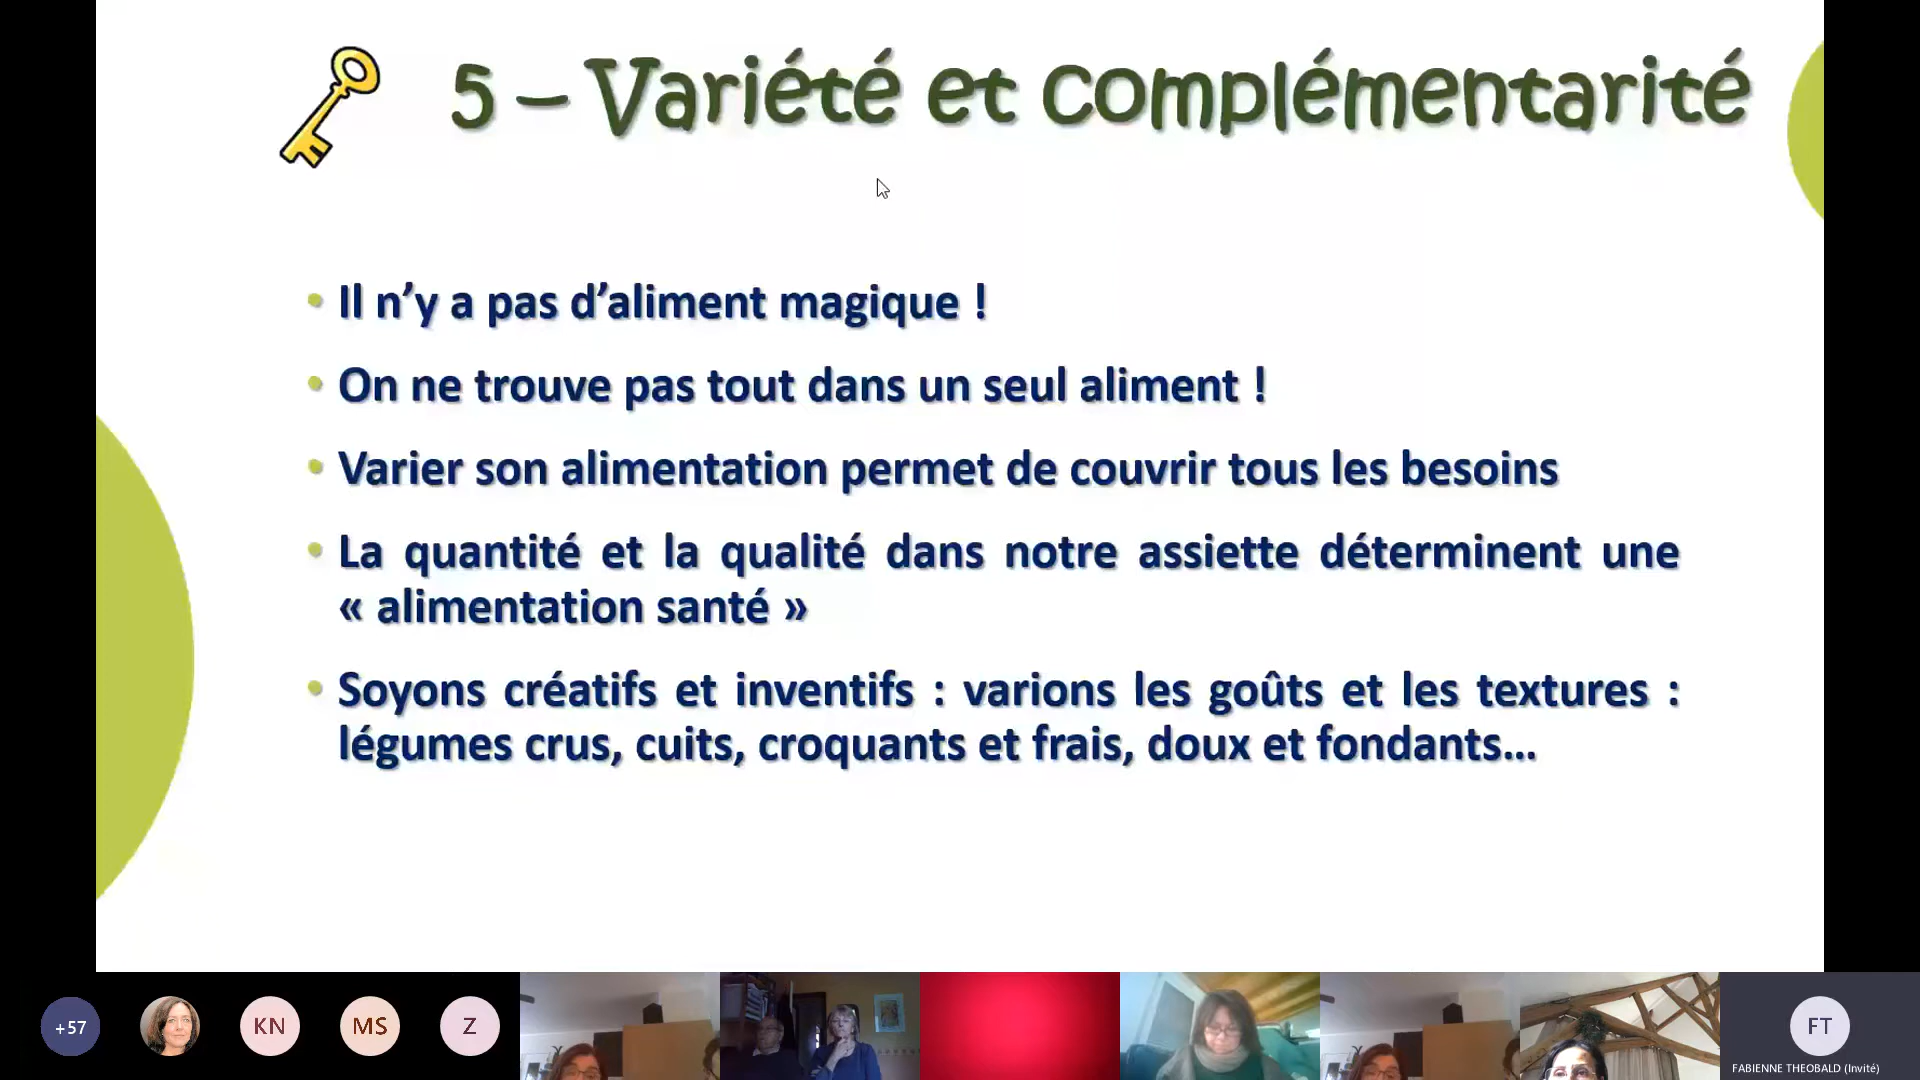 5 – Variété et complémentarité
• Il n’y a pas d’aliment magique !
• On ne trouve pas tout dans un seul aliment !
• Varier son alimentation permet de couvrir tous les besoins
• La quantité et la qualité dans notre assiette déterminent une
« alimentation santé »
• Soyons créatifs et inventifs : varions les goûts et les textures :
légumes crus, cuits, croquants et frais, doux et fondants…
+57
KN
MS
Z
FT
FABIENNE THEOBALD (Invité)